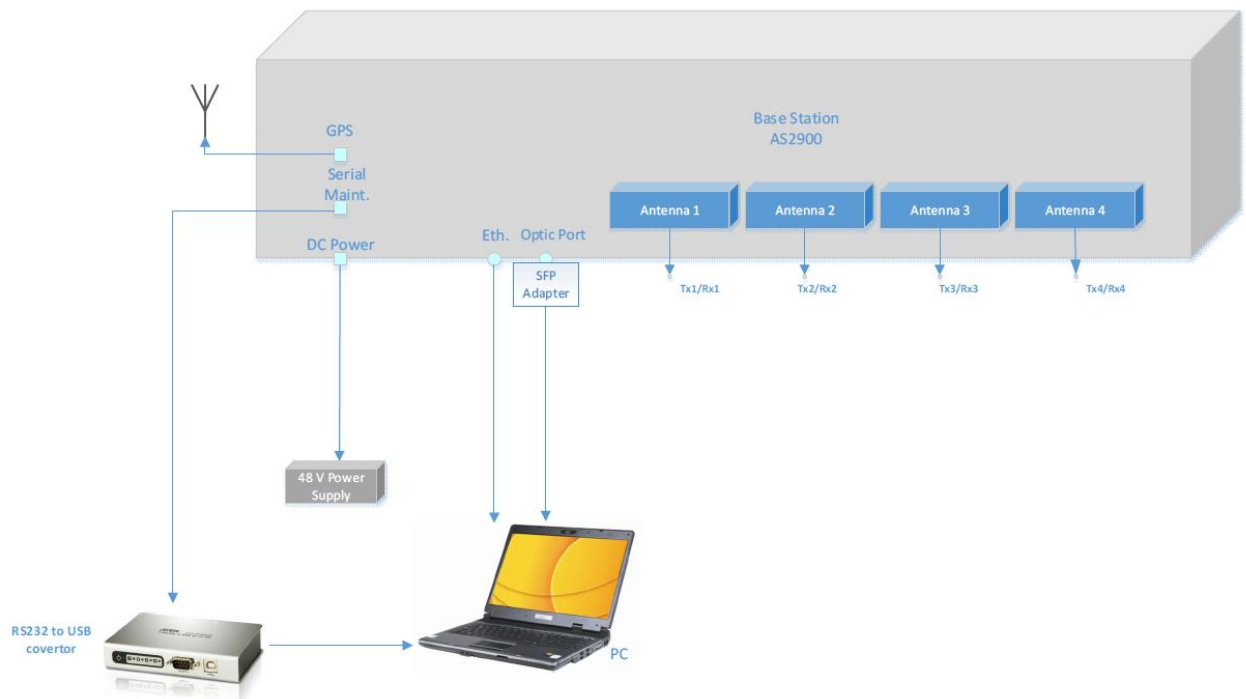 Base Station
AS2900
GPS
Serial
Maint.
DC Power
Eth.
Optic Port
SFP
Adapter
Antenna 1
Antenna 2
Antenna 3
Antenna 4
Tx1/Rx1
Tx2/Rx2
Tx3/Rx3
Tx4/Rx4
48 V Power
Supply
RS232 to USB
covertor
PC